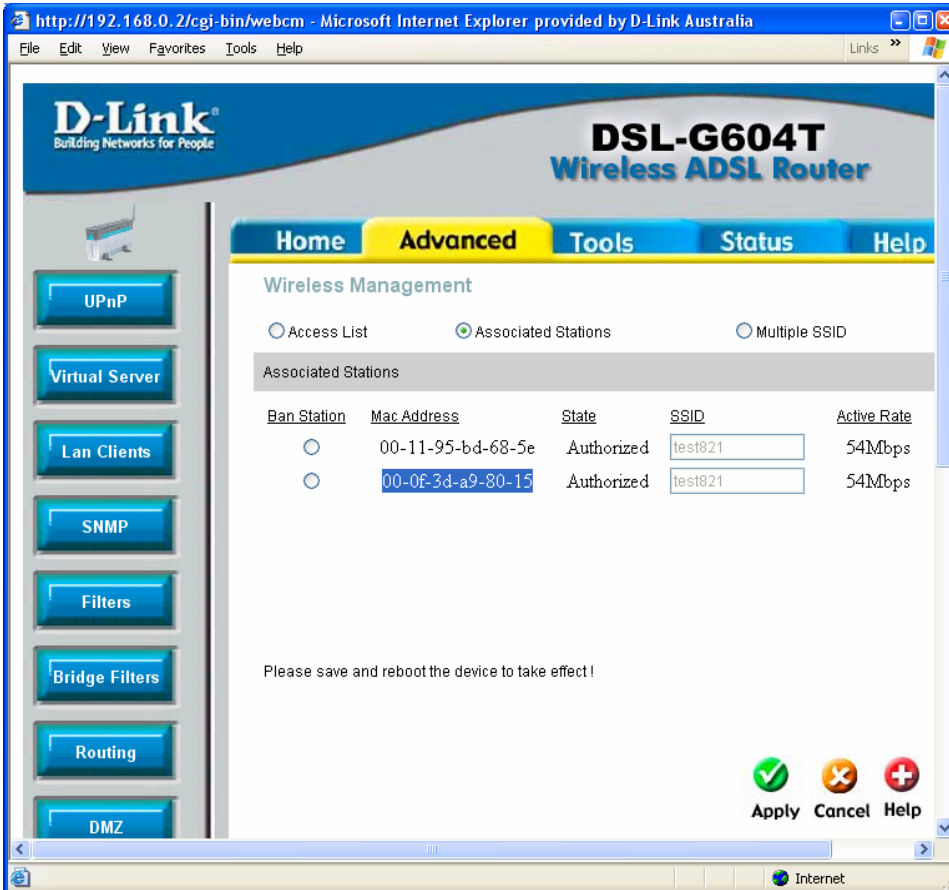 http://192.168.0.2/cgi-bin/webcm - Microsoft Internet Explorer provided by D-Link Australia
File Edit View Favorites Tools Help Links »
D-Link®
Building Networks for People
DSL-G604T
Wireless ADSL Router
Home Advanced Tools Status Help
UPnP
Virtual Server
Lan Clients
SNMP
Filters
Bridge Filters
Routing
DMZ
Wireless Management
Access List Associated Stations Multiple SSID
Associated Stations
Ban Station Mac Address State SSID Active Rate
00-11-95-bd-68-5e Authorized test821 54Mbps
00-0f-3d-a9-80-15 Authorized test821 54Mbps
Please save and reboot the device to take effect !
Apply Cancel Help
Internet